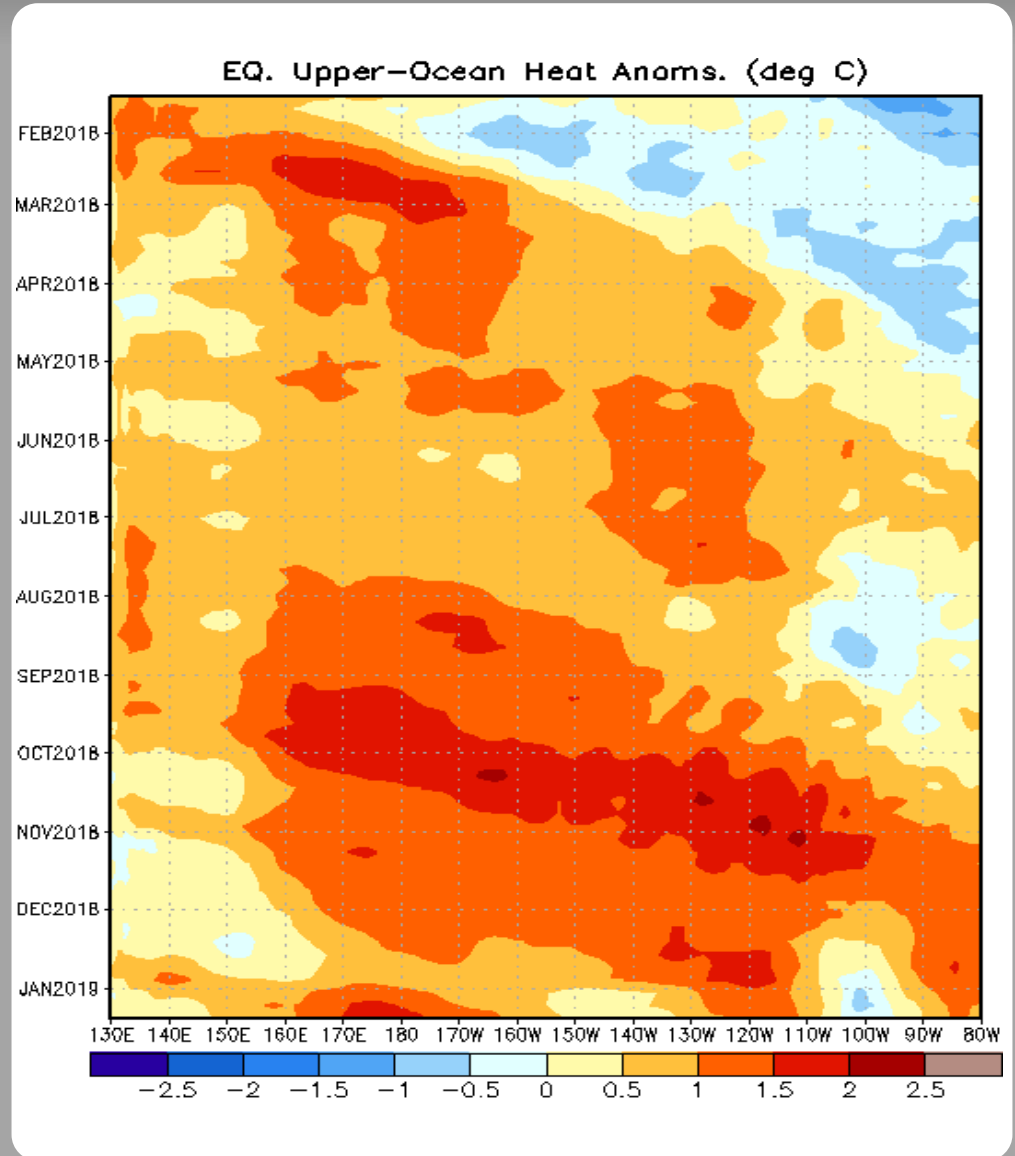 EQ. Upper-Ocean Heat Anoms. (deg C)
FEB2018
MAR2018
APR2018
MAY2018
JUN2018
JUL2018
AUG2018
SEP2018
OCT2018
NOV2018
DEC2018
JAN2019
130E 140E 150E 160E 170E 180 170W 160W 150W 140W 130W 120W 110W 100W 90W 80W
-2.5 -2 -1.5 -1 -0.5 0 0.5 1 1.5 2 2.5